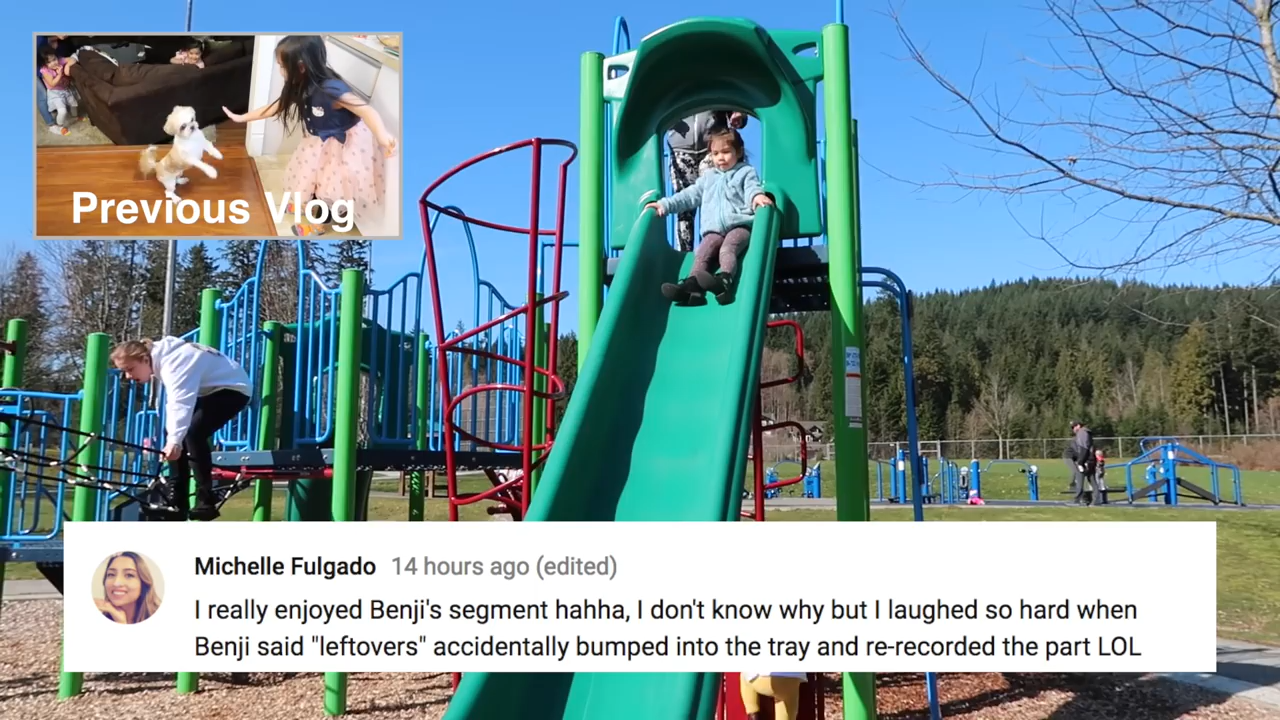 Previous Vlog
Michelle Fulgado 14 hours ago (edited)
I really enjoyed Benji's segment hahha, I don't know why but I laughed so hard when
Benji said "leftovers" accidentally bumped into the tray and re-recorded the part LOL